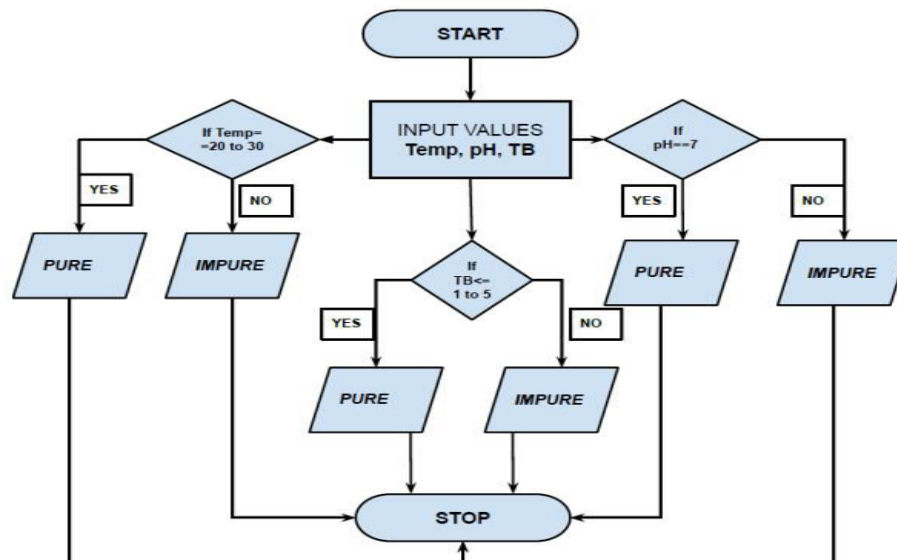 START
INPUT VALUES
Temp, pH, TB
If Temp=
=20 to 30
If
pH==7
YES
NO
YES
NO
PURE
IMPURE
If
TB<=
1 to 5
PURE
IMPURE
YES
NO
PURE
IMPURE
STOP